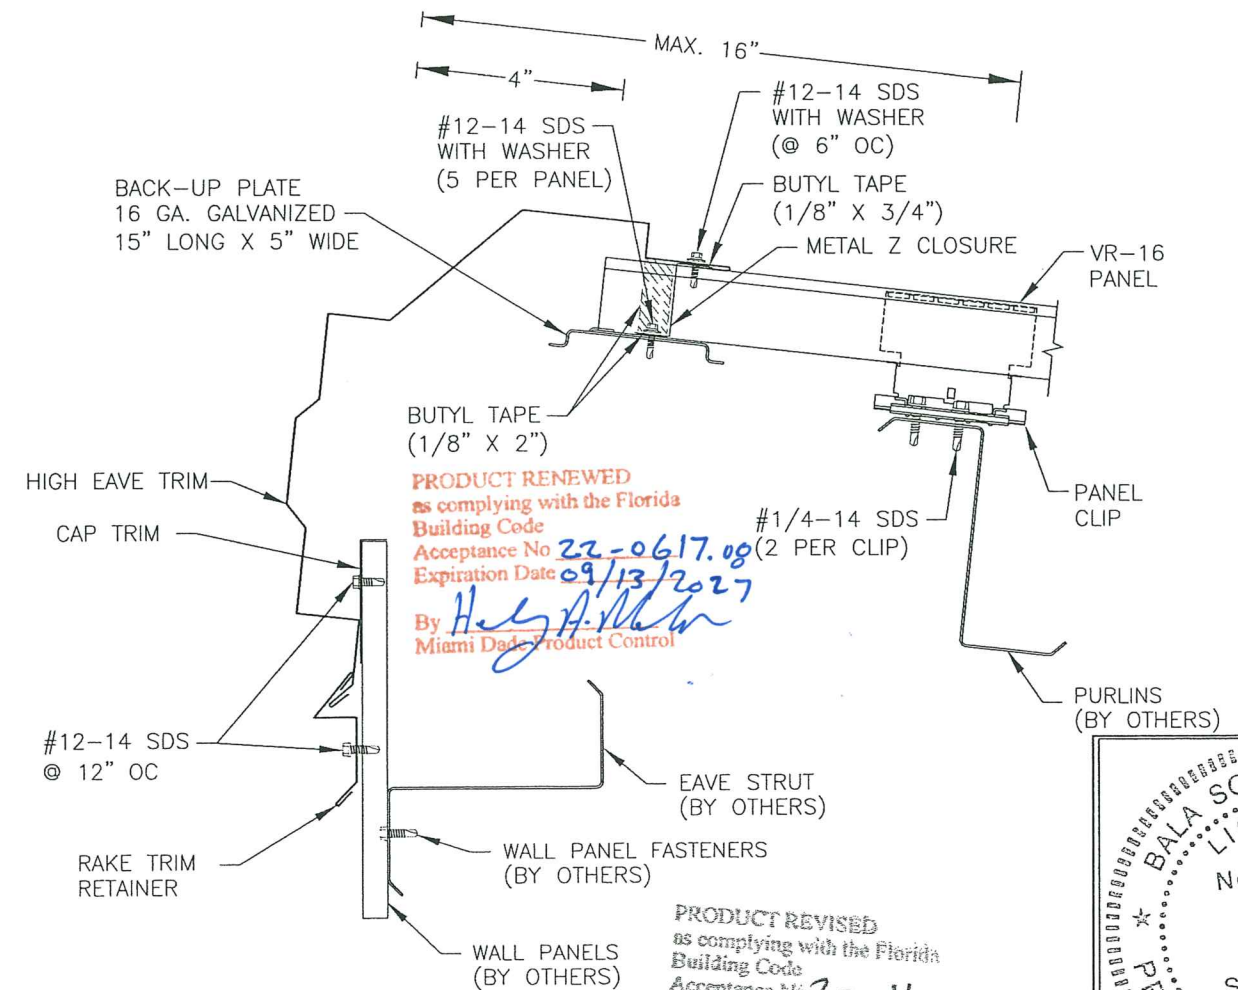 MAX. 16"
4"
#12-14 SDS
WITH WASHER
(@ 6" OC)
#12-14 SDS
WITH WASHER
(5 PER PANEL)
BACK-UP PLATE
16 GA. GALVANIZED
15" LONG X 5" WIDE
BUTYL TAPE
(1/8" X 3/4")
METAL Z CLOSURE
VR-16
PANEL
BUTYL TAPE
(1/8" X 2")
HIGH EAVE TRIM
CAP TRIM
PRODUCT RENEWED
as complying with the Florida
Building Code
Acceptance No 22-0617.08
Expiration Date 09/13/2027
By
Miami Dade Product Control
#1/4-14 SDS
(2 PER CLIP)
PANEL
CLIP
PURLINS
(BY OTHERS)
#12-14 SDS
@ 12" OC
EAVE STRUT
(BY OTHERS)
RAKE TRIM
RETAINER
WALL PANEL FASTENERS
(BY OTHERS)
WALL PANELS
(BY OTHERS)
PRODUCT REVISED
as complying with the Florida
Building Code
Acceptance
BALA